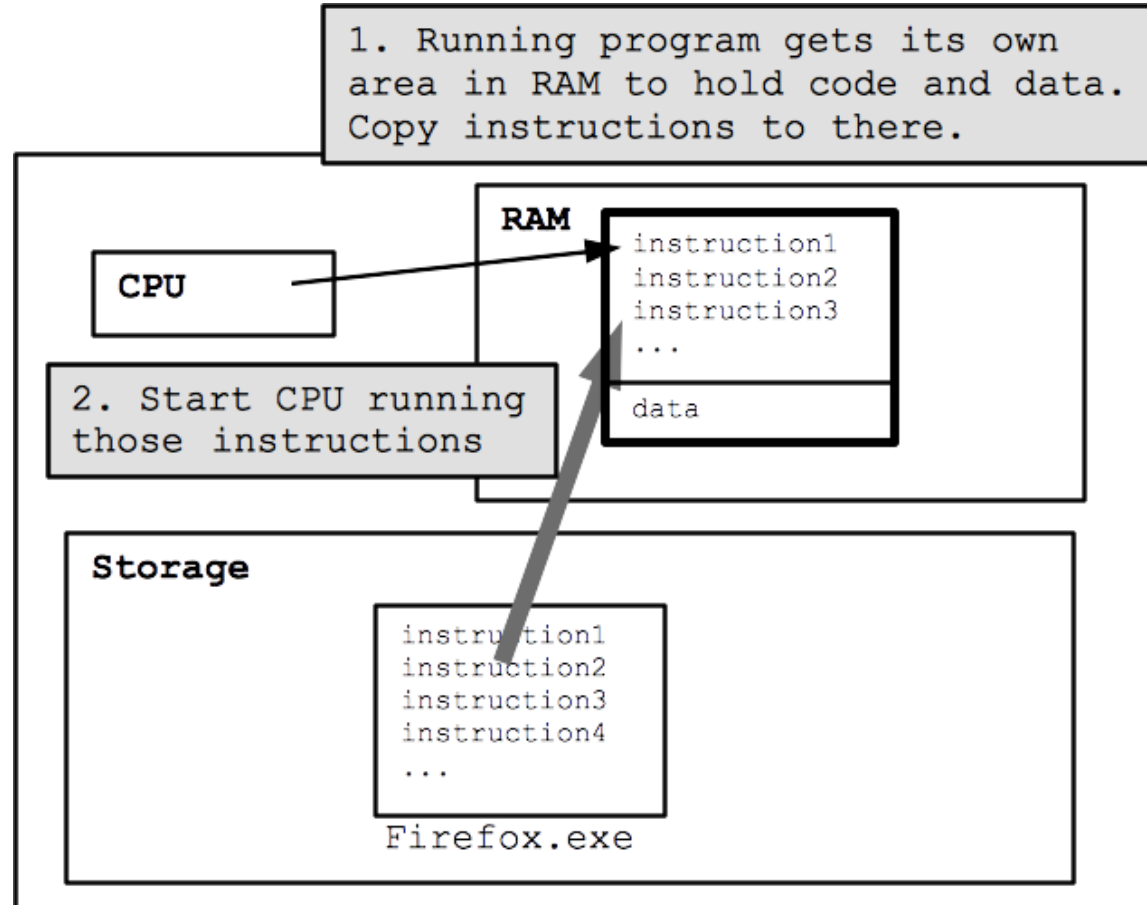 1. Running program gets its own
area in RAM to hold code and data.
Copy instructions to there.
RAM
instruction1
instruction2
instruction3
...
data
CPU
2. Start CPU running
those instructions
Storage
instruction1
instruction2
instruction3
instruction4
...
Firefox.exe